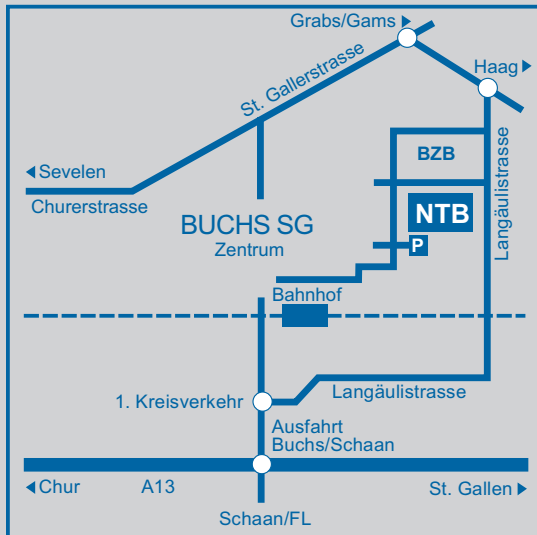 Grabs/Gams
Haag
St. Gallerstrasse
BZB
Langäulistrasse
Sevelen
Churerstrasse
NTB
BUCHS SG
Zentrum
P
Bahnhof
Langäulistrasse
1. Kreisverkehr
Ausfahrt
Buchs/Schaan
Chur
A13
St. Gallen
Schaan/FL